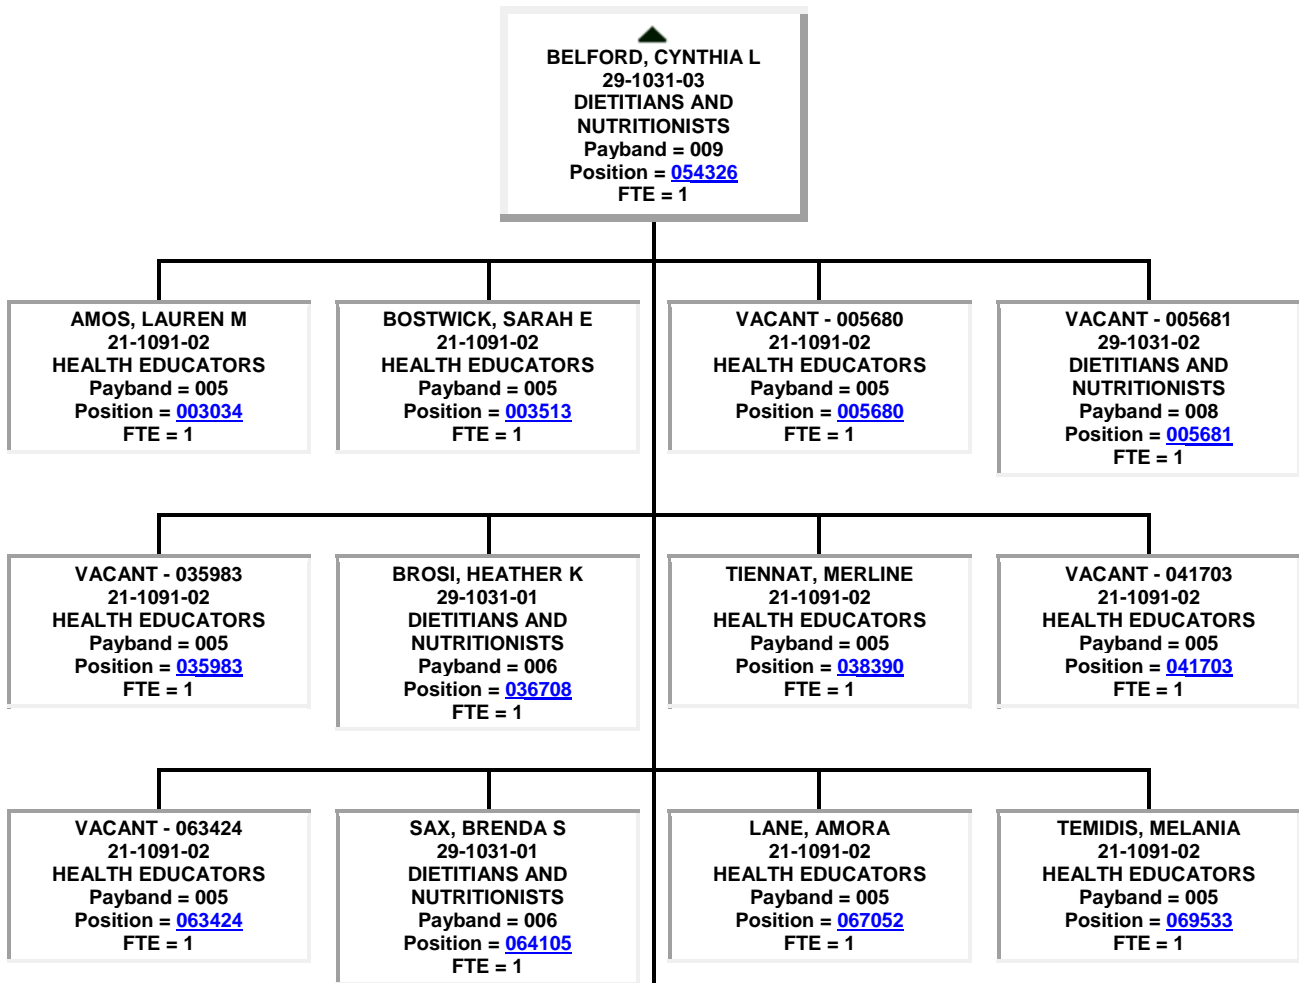 BELFORD, CYNTHIA L
29-1031-03
DIETITIANS AND
NUTRITIONISTS
Payband = 009
Position = 054326
FTE = 1
AMOS, LAUREN M
21-1091-02
HEALTH EDUCATORS
Payband = 005
Position = 003034
FTE = 1
BOSTWICK, SARAH E
21-1091-02
HEALTH EDUCATORS
Payband = 005
Position = 003513
FTE = 1
VACANT - 005680
21-1091-02
HEALTH EDUCATORS
Payband = 005
Position = 005680
FTE = 1
VACANT - 005681
29-1031-02
DIETITIANS AND
NUTRITIONISTS
Payband = 008
Position = 005681
FTE = 1
VACANT - 035983
21-1091-02
HEALTH EDUCATORS
Payband = 005
Position = 035983
FTE = 1
BROSI, HEATHER K
29-1031-01
DIETITIANS AND
NUTRITIONISTS
Payband = 006
Position = 036708
FTE = 1
TIENNAT, MERLINE
21-1091-02
HEALTH EDUCATORS
Payband = 005
Position = 038390
FTE = 1
VACANT - 041703
21-1091-02
HEALTH EDUCATORS
Payband = 005
Position = 041703
FTE = 1
VACANT - 063424
21-1091-02
HEALTH EDUCATORS
Payband = 005
Position = 063424
FTE = 1
SAX, BRENDA S
29-1031-01
DIETITIANS AND
NUTRITIONISTS
Payband = 006
Position = 064105
FTE = 1
LANE, AMORA
21-1091-02
HEALTH EDUCATORS
Payband = 005
Position = 067052
FTE = 1
TEMIDIS, MELANIA
21-1091-02
HEALTH EDUCATORS
Payband = 005
Position = 069533
FTE = 1